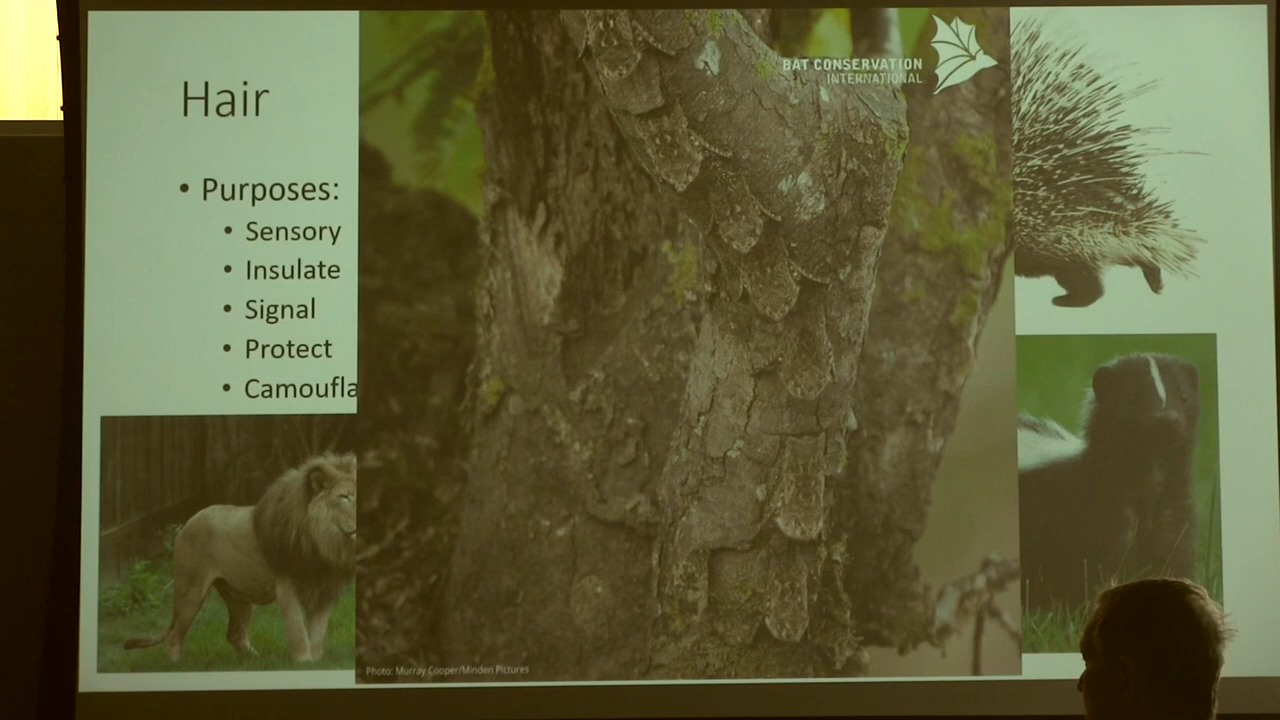 Hair
• Purposes:
• Sensory
• Insulate
• Signal
• Protect
• Camoufla
BAT CONSERVATION
INTERNATIONAL
Photo: Murray Cooper/Minden Pictures